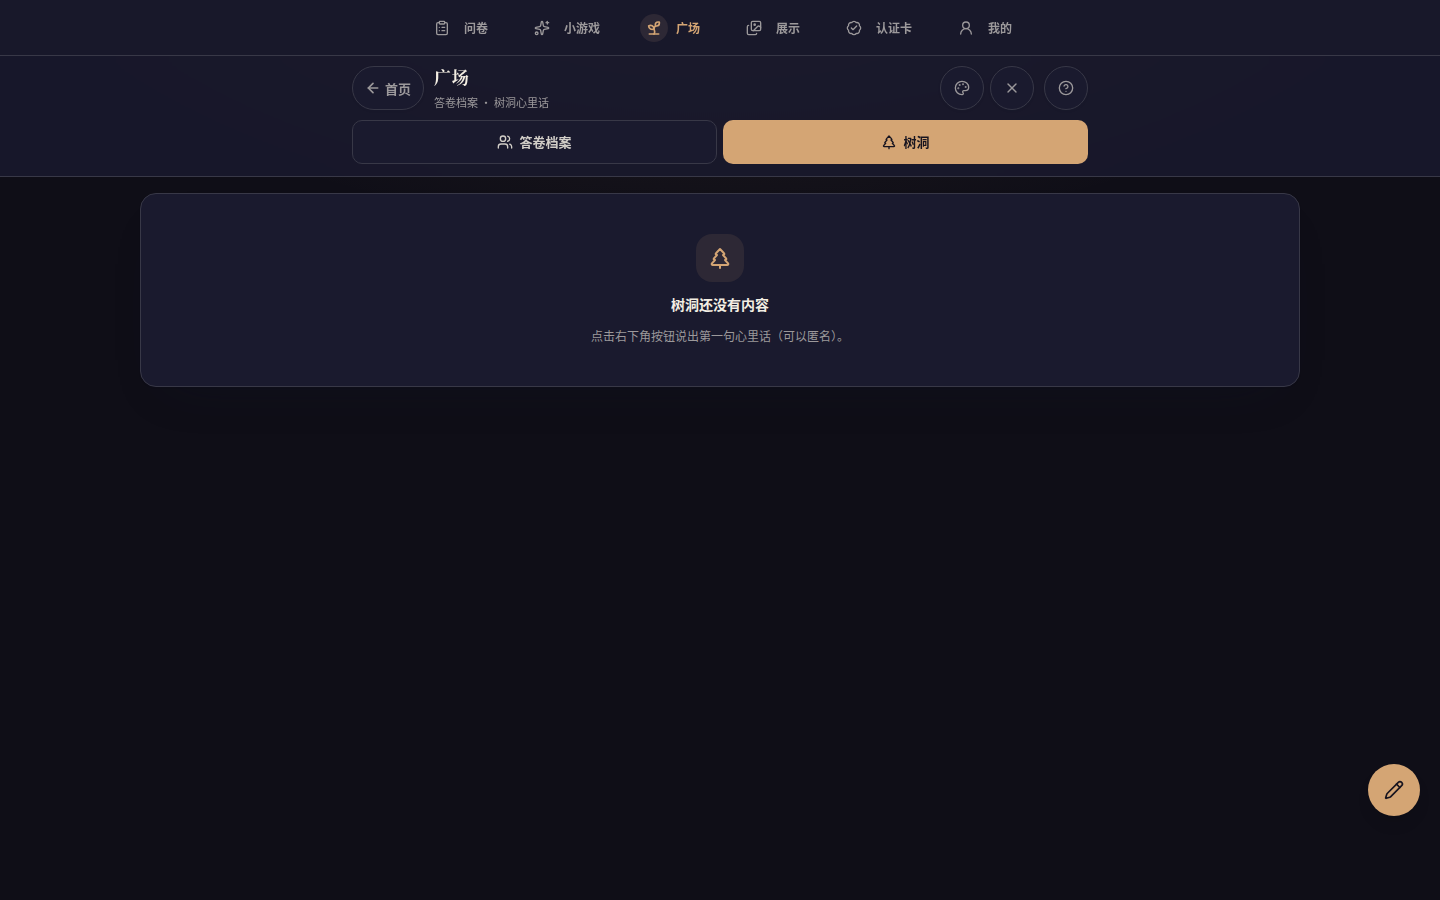 问卷 小游戏 广场 展示 认证卡 我的
首页
广场
答卷档案 · 树洞心里话
答卷档案 树洞
树洞还没有内容
点击右下角按钮说出第一句心里话（可以匿名）。